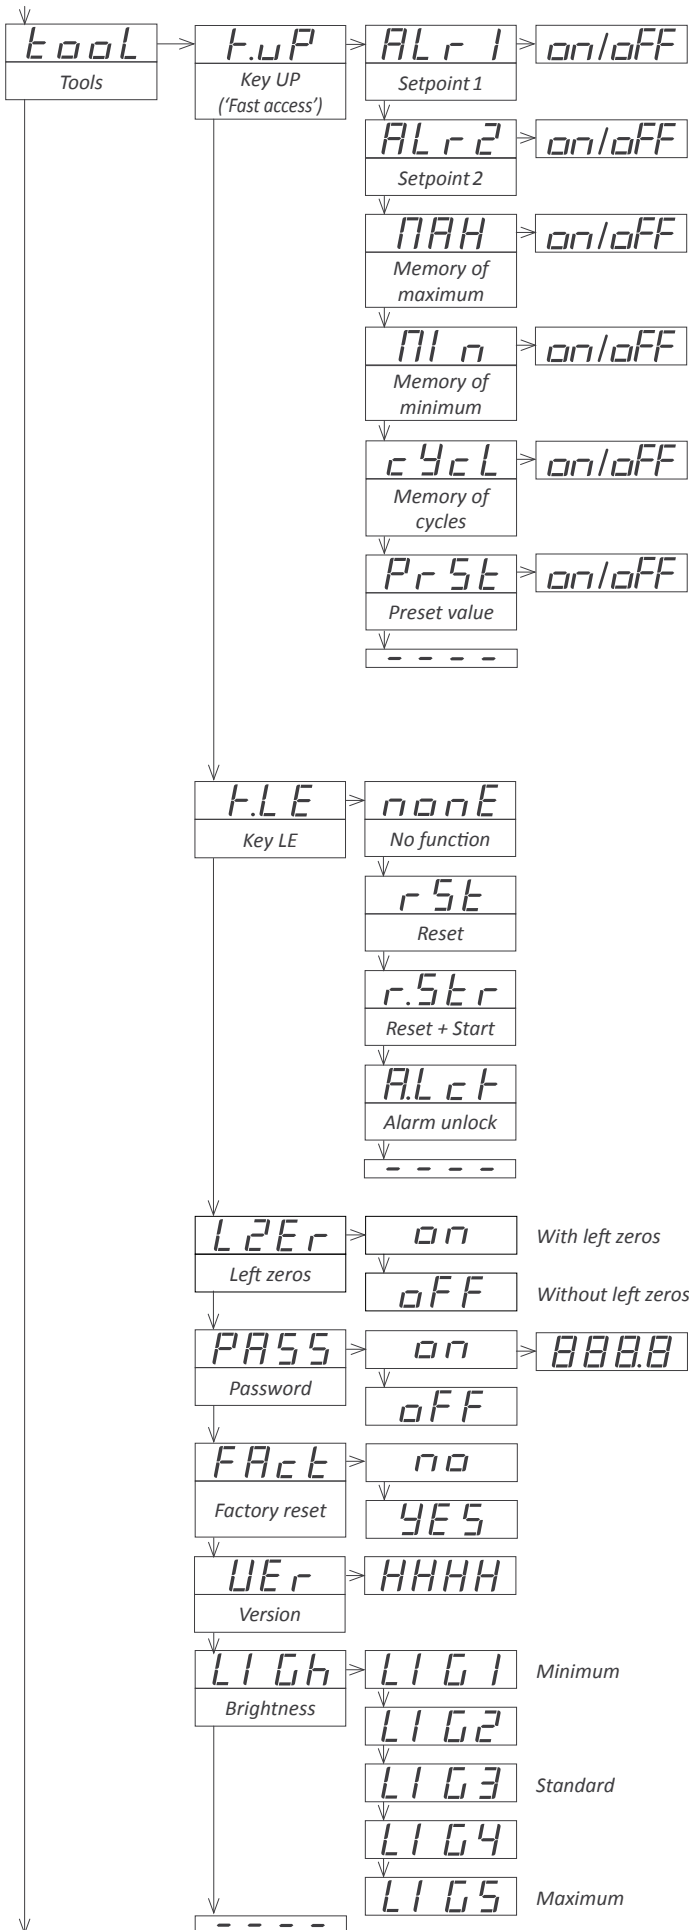 tooL
Tools
K.uP
Key UP
(‘Fast access’)
ALr1
Setpoint 1
on/oFF
ALr2
Setpoint 2
on/oFF
MAX
Memory of
maximum
on/oFF
MIn
Memory of
minimum
on/oFF
cYcL
Memory of
cycles
on/oFF
PrSt
Preset value
on/oFF
----
K.LE
Key LE
nonE
No function
rSt
Reset
r.Str
Reset + Start
A.LcK
Alarm unlock
----
LZEr
Left zeros
on
With left zeros
oFF
Without left zeros
PASS
Password
on
888.8
oFF
FAct
Factory reset
no
YES
VEr
Version
HHHH
LIGh
Brightness
LIG1
Minimum
LIG2
LIG3
Standard
LIG4
LIG5
Maximum
----